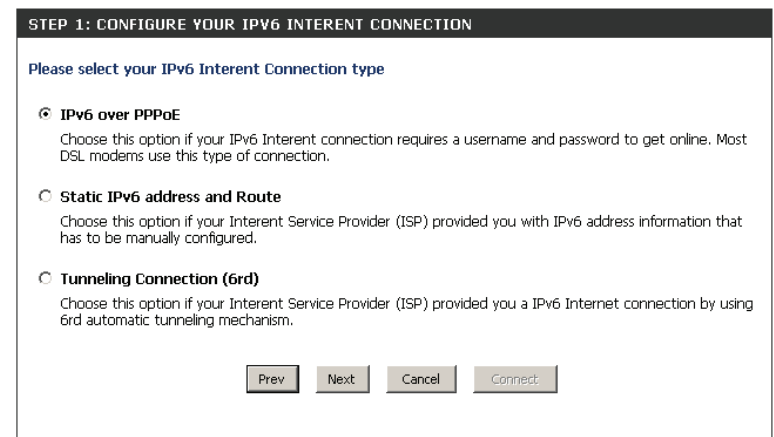 STEP 1: CONFIGURE YOUR IPV6 INTERENT CONNECTION
Please select your IPv6 Interent Connection type
IPv6 over PPPoE
Choose this option if your IPv6 Interent connection requires a username and password to get online. Most
DSL modems use this type of connection.
Static IPv6 address and Route
Choose this option if your Interent Service Provider (ISP) provided you with IPv6 address information that
has to be manually configured.
Tunneling Connection (6rd)
Choose this option if your Interent Service Provider (ISP) provided you a IPv6 Internet connection by using
6rd automatic tunneling mechanism.
Prev Next Cancel Connect